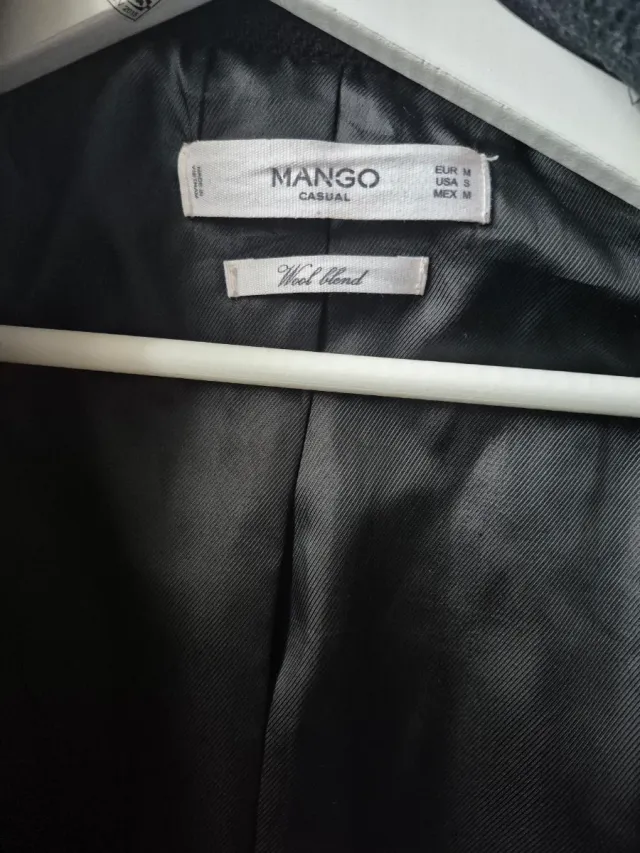 MANGO
CASUAL
EUR M
USA S
MEX M
Wool blend